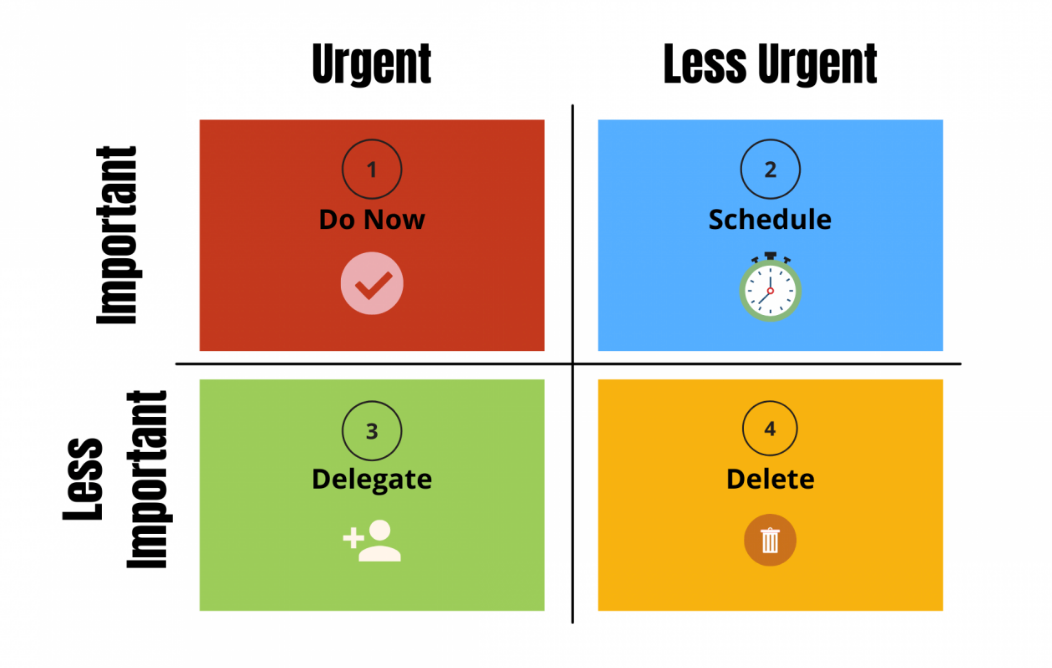 Urgent
Less Urgent
Important
1
Do Now
2
Schedule
Less
Important
3
Delegate
4
Delete